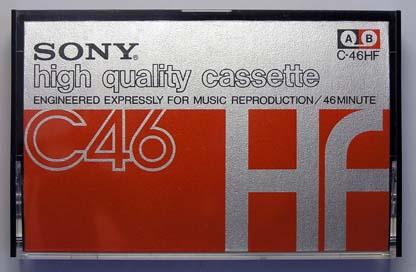 SONY®
A B
C-46HF
high quality cassette
ENGINEERED EXPRESSLY FOR MUSIC REPRODUCTION/46MINUTE
C46
Hf